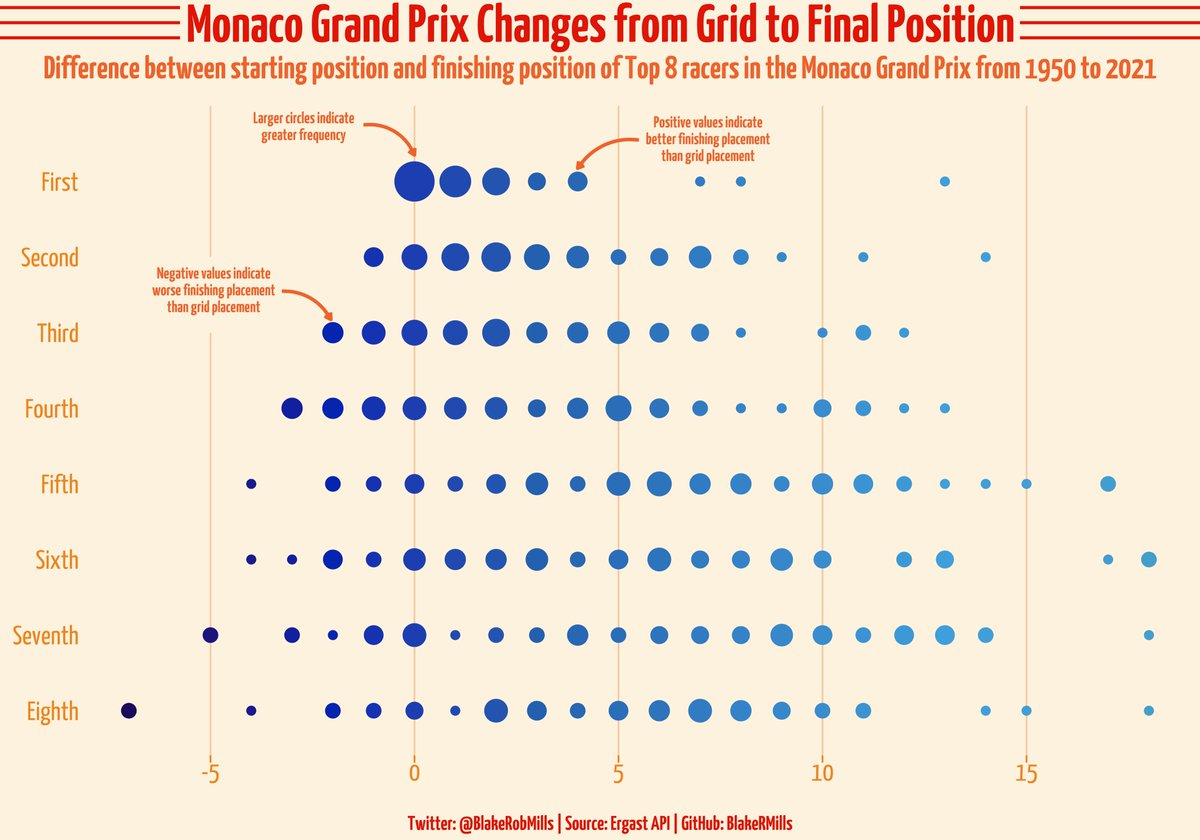 Monaco Grand Prix Changes from Grid to Final Position
Difference between starting position and finishing position of Top 8 racers in the Monaco Grand Prix from 1950 to 2021
Larger circles indicate
greater frequency
Positive values indicate
better finishing placement
than grid placement
First
Second
Negative values indicate
worse finishing placement
than grid placement
Third
Fourth
Fifth
Sixth
Seventh
Eighth
-5 0 5 10 15
Twitter: @BlakeRobMills | Source: Ergast API | GitHub: BlakeRMills